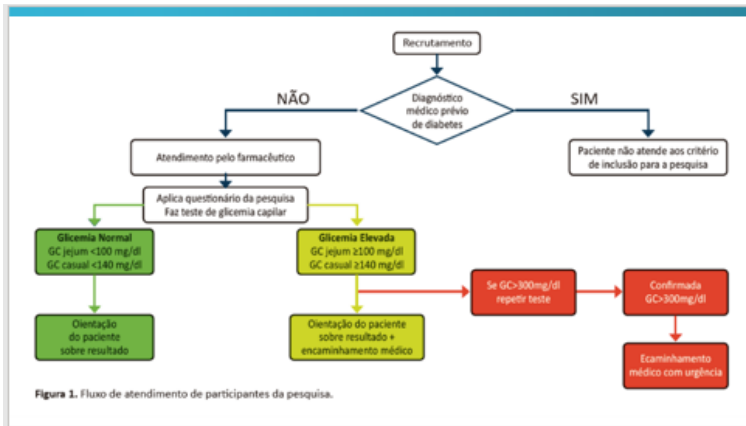 Recrutamento
NÃO
Diagnóstico
médico prévio
de diabetes
SIM
Atendimento pelo farmacêutico
Paciente não atende aos critério
de inclusão para a pesquisa
Aplica questionário da pesquisa
Faz teste de glicemia capilar
Glicemia Normal
GC jejum <100 mg/dl
GC casual <140 mg/dl
Glicemia Elevada
GC jejum ≥100 mg/dl
GC casual ≥140 mg/dl
Se GC>300mg/dl
repetir teste
Confirmada
GC>300mg/dl
Oientação
do paciente
sobre resultado
Oientação do paciente
sobre resultado +
encaminhamento médico
Ecaminhamento
médico com urgência
Figura 1. Fluxo de atendimento de participantes da pesquisa.